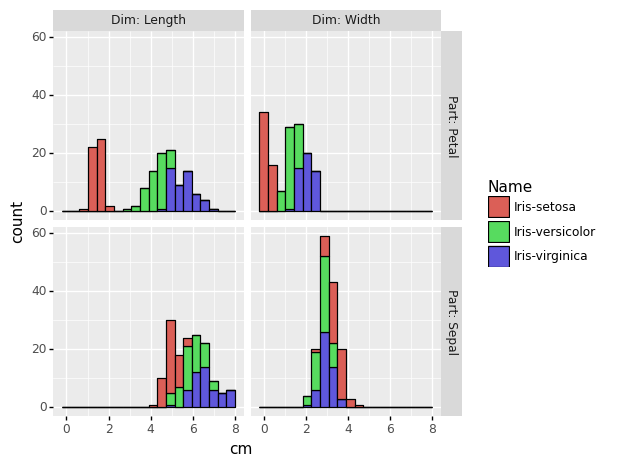 Dim: Length
Dim: Width
60
40
20
0
Part: Petal
count
60
40
20
0
Part: Sepal
0
2
4
6
8
0
2
4
6
8
cm
Name
Iris-setosa
Iris-versicolor
Iris-virginica